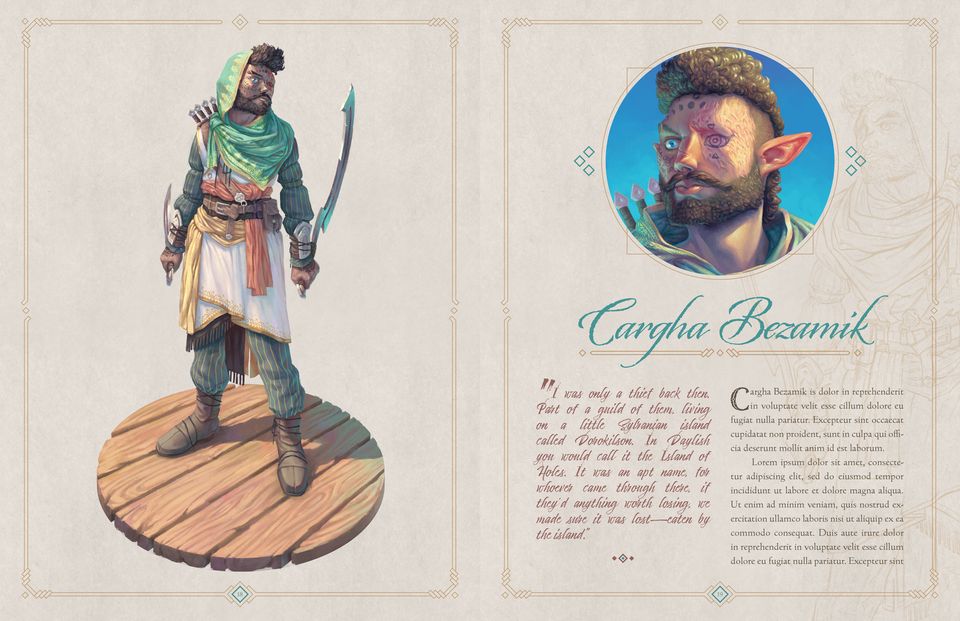 Cargha Bezamik
"I was only a thief back then.
Part of a guild of them, living
on a little Sylvanian island
called Dorokilson. In Daylish
you would call it the Island of
Holes. It was an apt name, for
whoever came through there, if
they'd anything worth losing, we
made sure it was lost—eaten by
the island."
Cargha Bezamik is dolor in reprehenderit
in voluptate velit esse cillum dolore eu
fugiat nulla pariatur. Excepteur sint occaecat
cupidatat non proident, sunt in culpa qui offi-
cia deserunt mollit anim id est laborum.
Lorem ipsum dolor sit amet, consecte-
tur adipiscing elit, sed do eiusmod tempor
incididunt ut labore et dolore magna aliqua.
Ut enim ad minim veniam, quis nostrud ex-
ercitation ullamco laboris nisi ut aliquip ex ea
commodo consequat. Duis aute irure dolor
in reprehenderit in voluptate velit esse cillum
dolore eu fugiat nulla pariatur. Excepteur sint
18
19